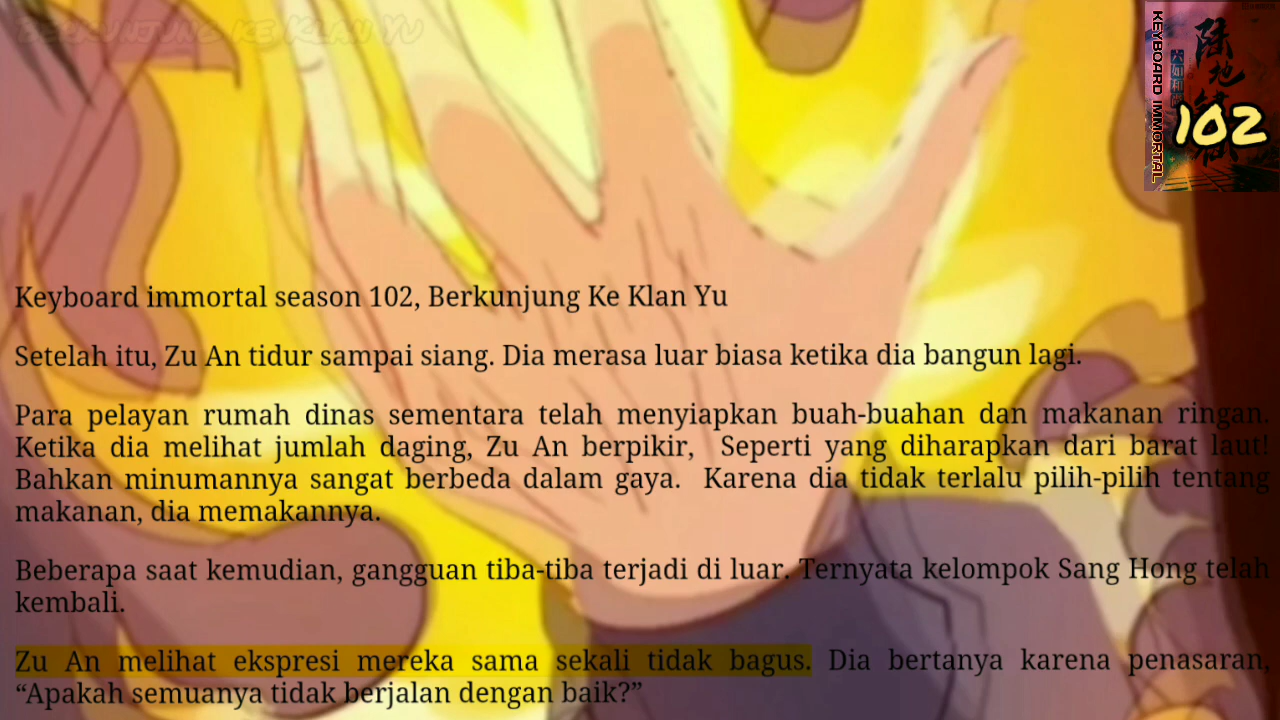 BERKUNJUNG KE KLAN YU
KEYBOARD IMMORTAL
102
Keyboard immortal season 102, Berkunjung Ke Klan Yu
Setelah itu, Zu An tidur sampai siang. Dia merasa luar biasa ketika dia bangun lagi.
Para pelayan rumah dinas sementara telah menyiapkan buah-buahan dan makanan ringan.
Ketika dia melihat jumlah daging, Zu An berpikir,  Seperti yang diharapkan dari barat laut!
Bahkan minumannya sangat berbeda dalam gaya.  Karena dia tidak terlalu pilih-pilih tentang
makanan, dia memakannya.
Beberapa saat kemudian, gangguan tiba-tiba terjadi di luar. Ternyata kelompok Sang Hong telah
kembali.
Zu An melihat ekspresi mereka sama sekali tidak bagus. Dia bertanya karena penasaran,
“Apakah semuanya tidak berjalan dengan baik?”